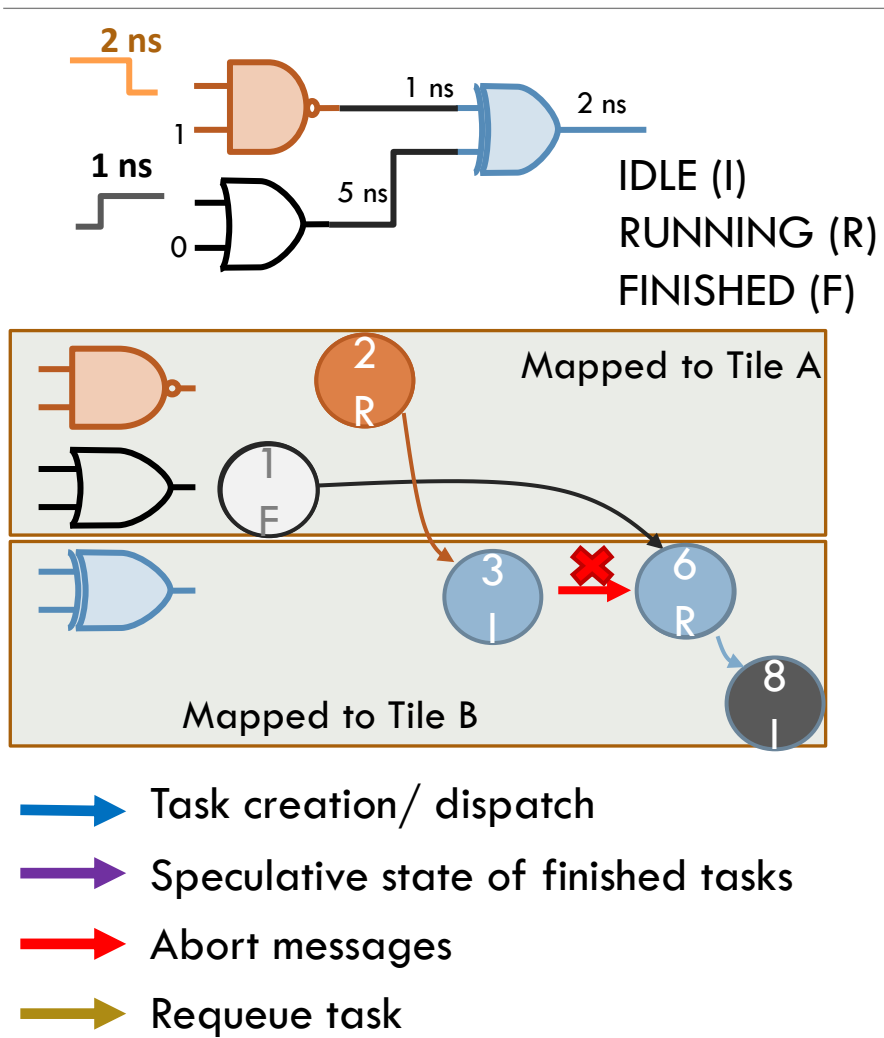 2 ns
1 ns
2 ns
1
1 ns
5 ns
0
IDLE (I)
RUNNING (R)
FINISHED (F)
2
R
Mapped to Tile A
1
F
3
I
6
R
8
I
Mapped to Tile B
Task creation/ dispatch
Speculative state of finished tasks
Abort messages
Requeue task